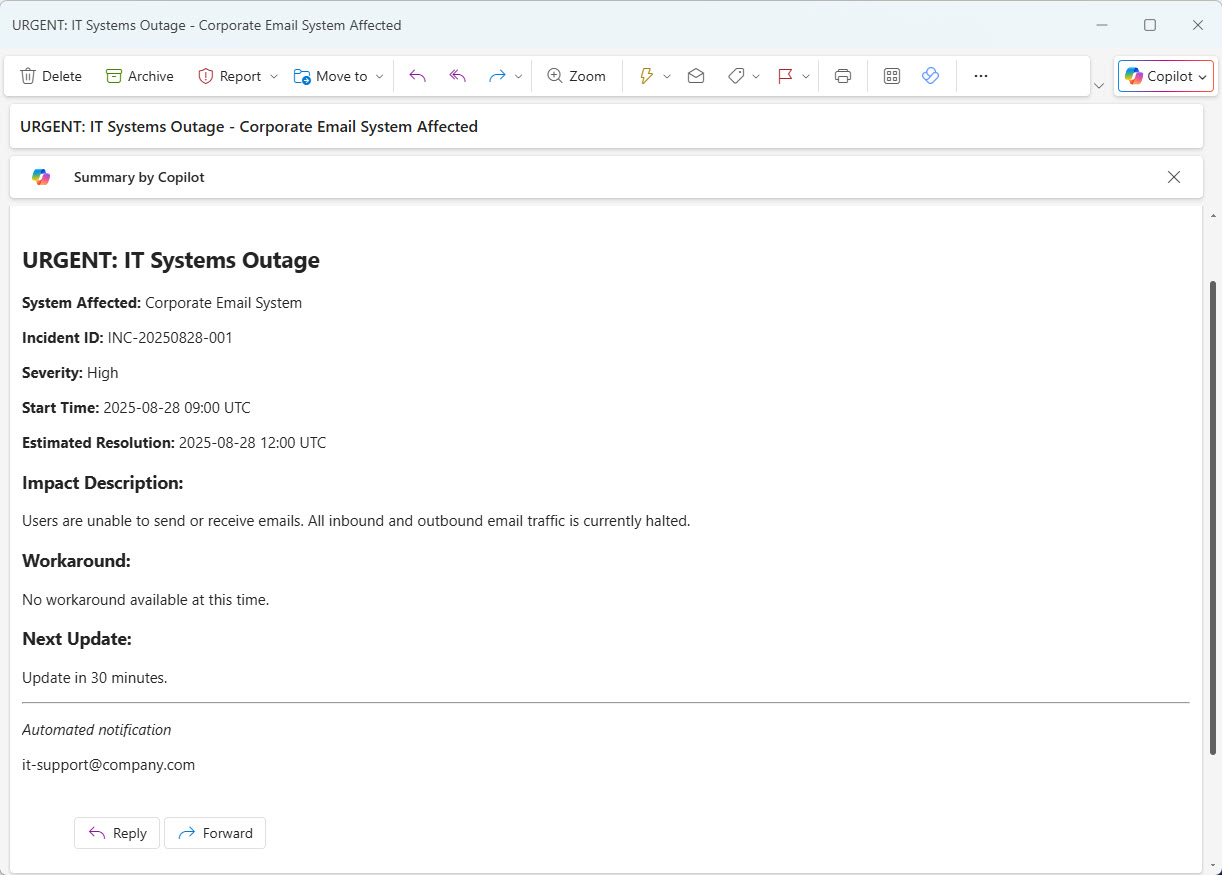 URGENT: IT Systems Outage - Corporate Email System Affected
Delete Archive Report Move to Zoom Copilot
URGENT: IT Systems Outage - Corporate Email System Affected
Summary by Copilot
URGENT: IT Systems Outage
System Affected: Corporate Email System
Incident ID: INC-20250828-001
Severity: High
Start Time: 2025-08-28 09:00 UTC
Estimated Resolution: 2025-08-28 12:00 UTC
Impact Description:
Users are unable to send or receive emails. All inbound and outbound email traffic is currently halted.
Workaround:
No workaround available at this time.
Next Update:
Update in 30 minutes.
Automated notification
it-support@company.com
Reply Forward